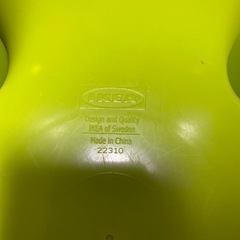 IKEA
Design and Quality
IKEA of Sweden
Made in China
22310